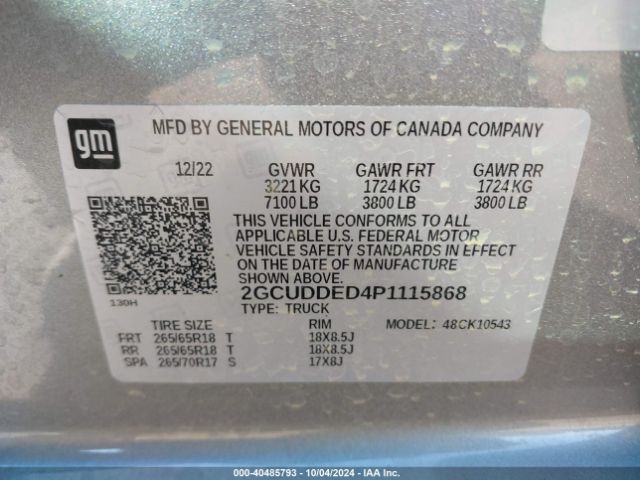 gm
MFD BY GENERAL MOTORS OF CANADA COMPANY
12/22 GVWR GAWR FRT GAWR RR
3221 KG 1724 KG 1724 KG
7100 LB 3800 LB 3800 LB
THIS VEHICLE CONFORMS TO ALL
APPLICABLE U.S. FEDERAL MOTOR
VEHICLE SAFETY STANDARDS IN EFFECT
ON THE DATE OF MANUFACTURE
SHOWN ABOVE.
130H
2GCUDDED4P1115868
TYPE: TRUCK
TIRE SIZE RIM MODEL: 48CK10543
FRT 265/65R18 T 18X8.5J
RR 265/65R18 T 18X8.5J
SPA 265/70R17 S 17X8J
000-40485793 - 10/04/2024 - IAA Inc.